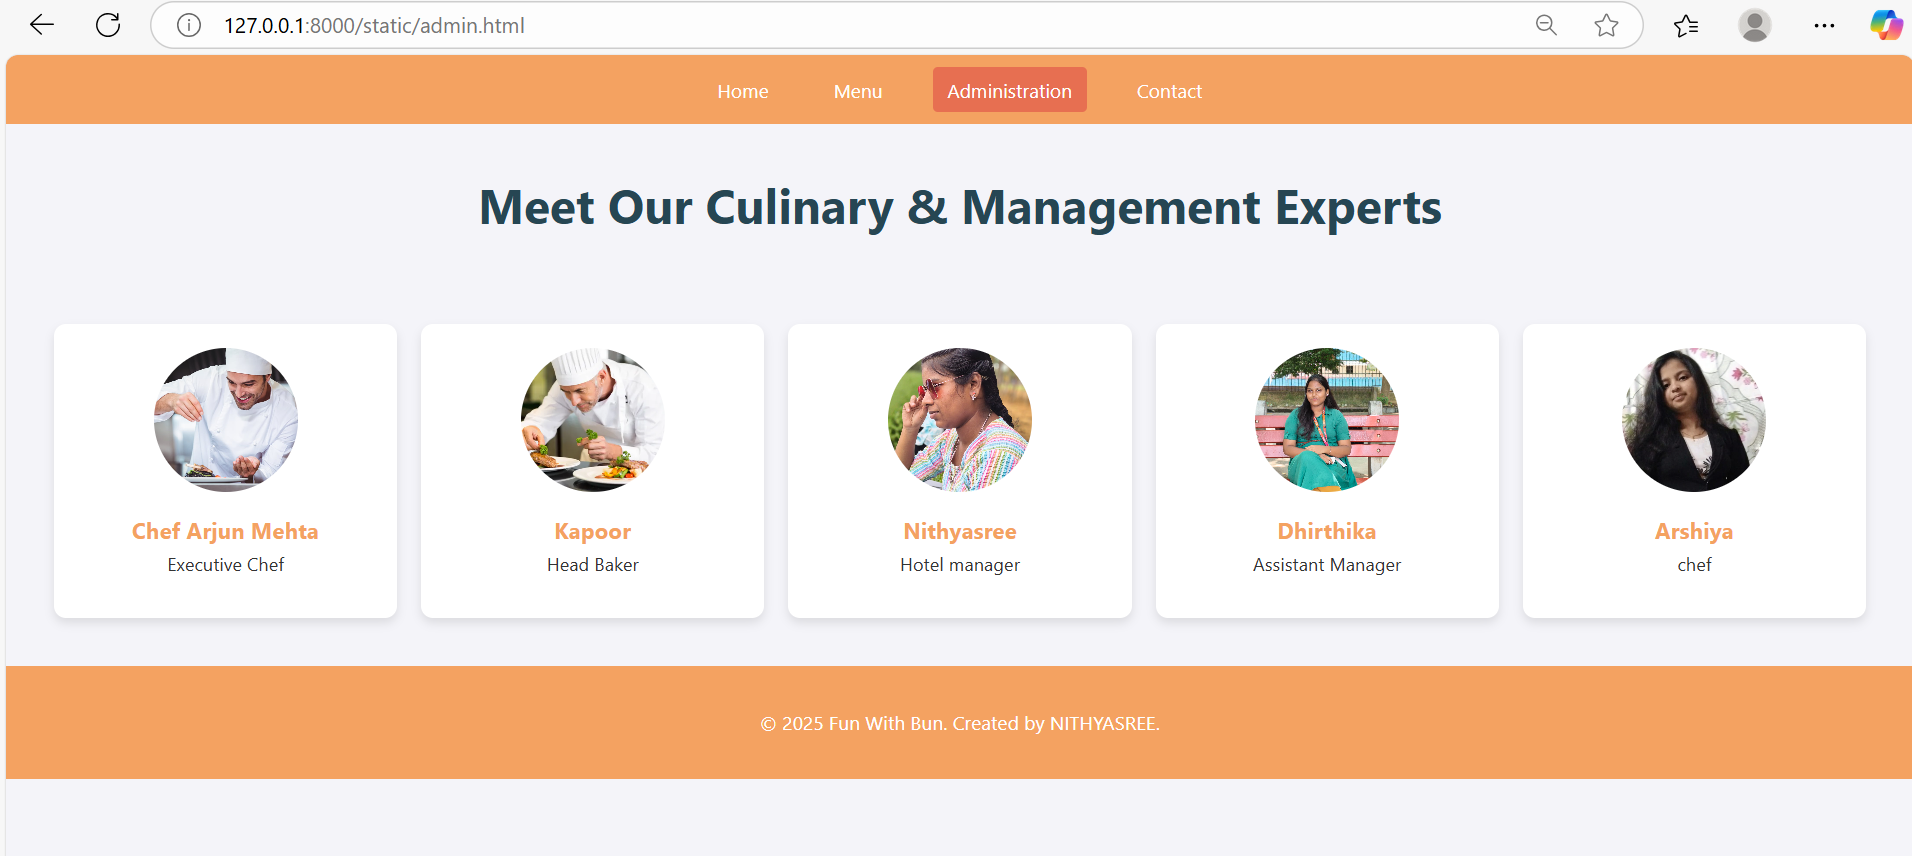 127.0.0.1:8000/static/admin.html
Home Menu Administration Contact
Meet Our Culinary & Management Experts
Chef Arjun Mehta
Executive Chef
Kapoor
Head Baker
Nithyasree
Hotel manager
Dhirthika
Assistant Manager
Arshiya
chef
© 2025 Fun With Bun. Created by NITHYASREE.